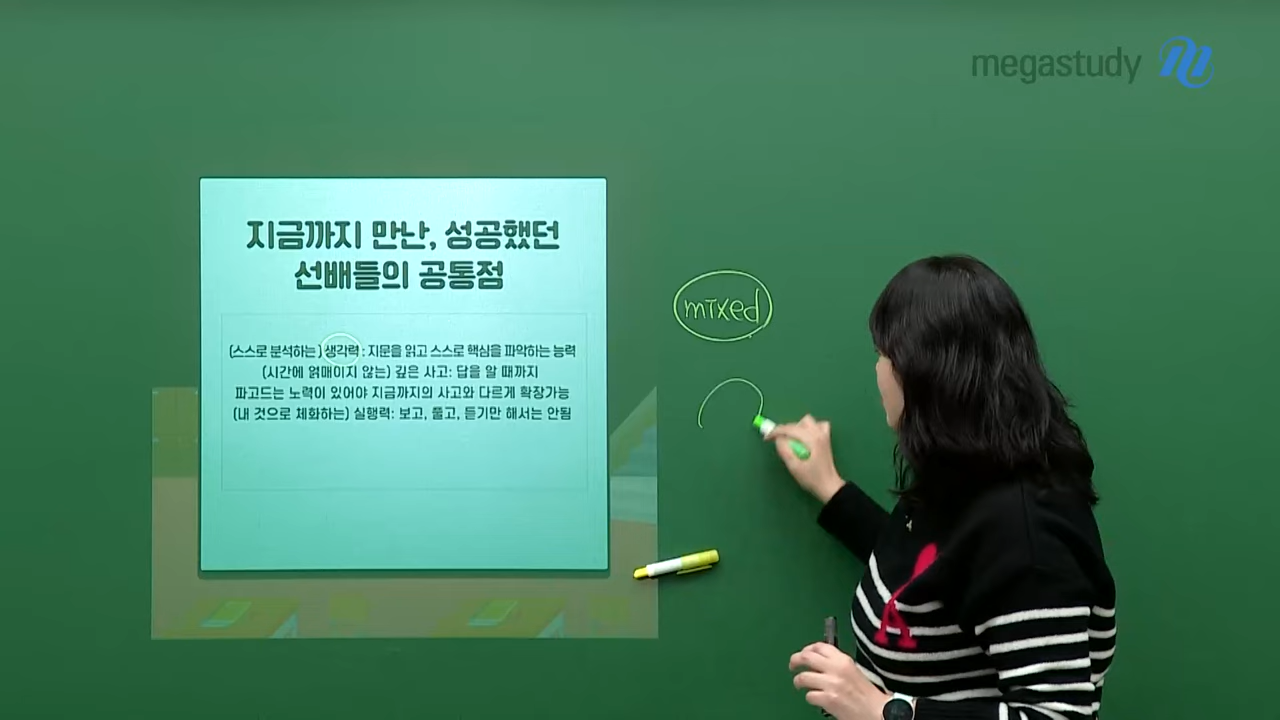 megastudy
지금까지 만난, 성공했던
선배들의 공통점
(스스로 분석하는) 생각력 : 지문을 읽고 스스로 핵심을 파악하는 능력
(시간에 얽매이지 않는) 깊은 사고: 답을 알 때까지
파고드는 노력이 있어야 지금까지의 사고와 다르게 확장가능
(내 것으로 체화하는) 실행력: 보고, 풀고, 듣기만 해서는 안됨
mixed